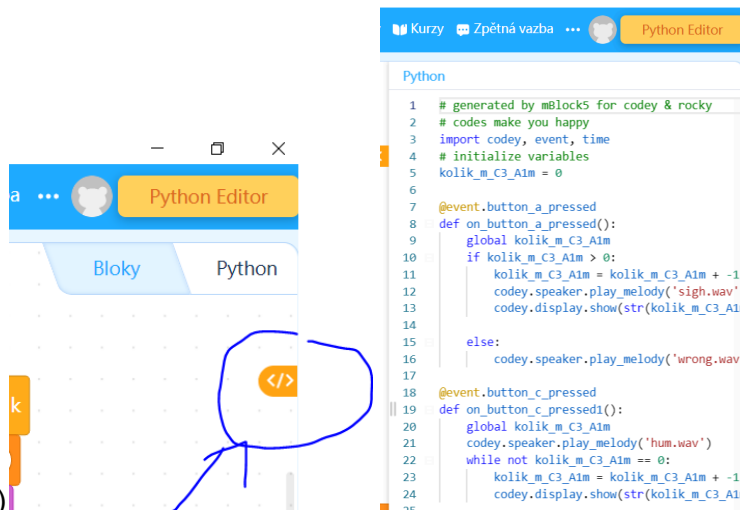 a ••• Python Editor
Bloky Python
</>
k
)
Kurzy Zpětná vazba ••• Python Editor
Python
1 # generated by mBlock5 for codey & rocky
2 # codes make you happy
3 import codey, event, time
4 # initialize variables
5 kolik_m_C3_A1m = 0
6
7 @event.button_a_pressed
8 def on_button_a_pressed():
9 global kolik_m_C3_A1m
10 if kolik_m_C3_A1m > 0:
11 kolik_m_C3_A1m = kolik_m_C3_A1m + -1
12 codey.speaker.play_melody('sigh.wav'
13 codey.display.show(str(kolik_m_C3_A1
14
15 else:
16 codey.speaker.play_melody('wrong.wav
17
18 @event.button_c_pressed
19 def on_button_c_pressed1():
20 global kolik_m_C3_A1m
21 codey.speaker.play_melody('hum.wav')
22 while not kolik_m_C3_A1m == 0:
23 kolik_m_C3_A1m = kolik_m_C3_A1m + -1
24 codey.display.show(str(kolik_m_C3_A1
25